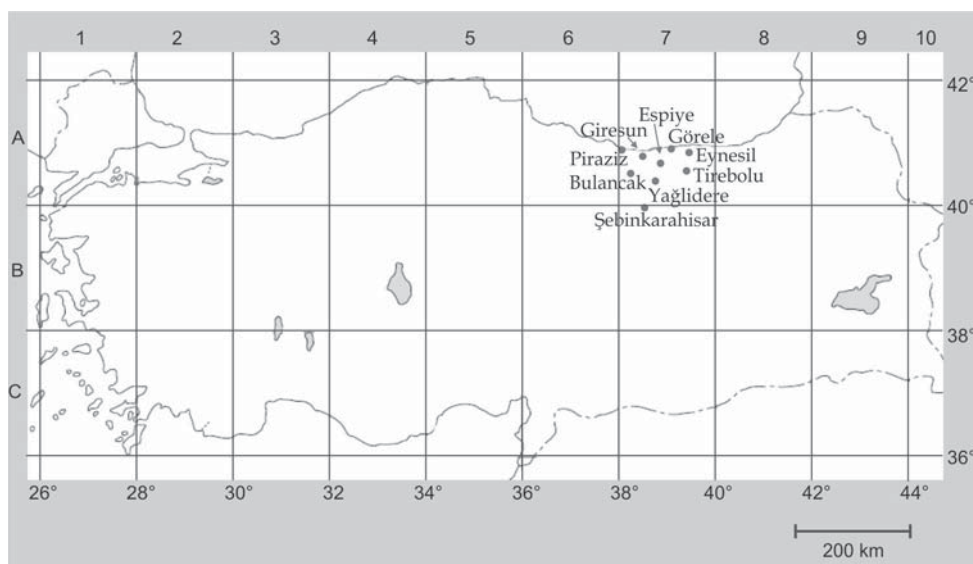 1 2 3 4 5 6 7 8 9 10
42°
A
Espiye
Giresun
Görele
Piraziz
Eynesil
Bulancak
Tirebolu
Yağlidere
40°
Şebinkarahisar
B
38°
C
36°
26° 28° 30° 32° 34° 36° 38° 40° 42° 44°
200 km